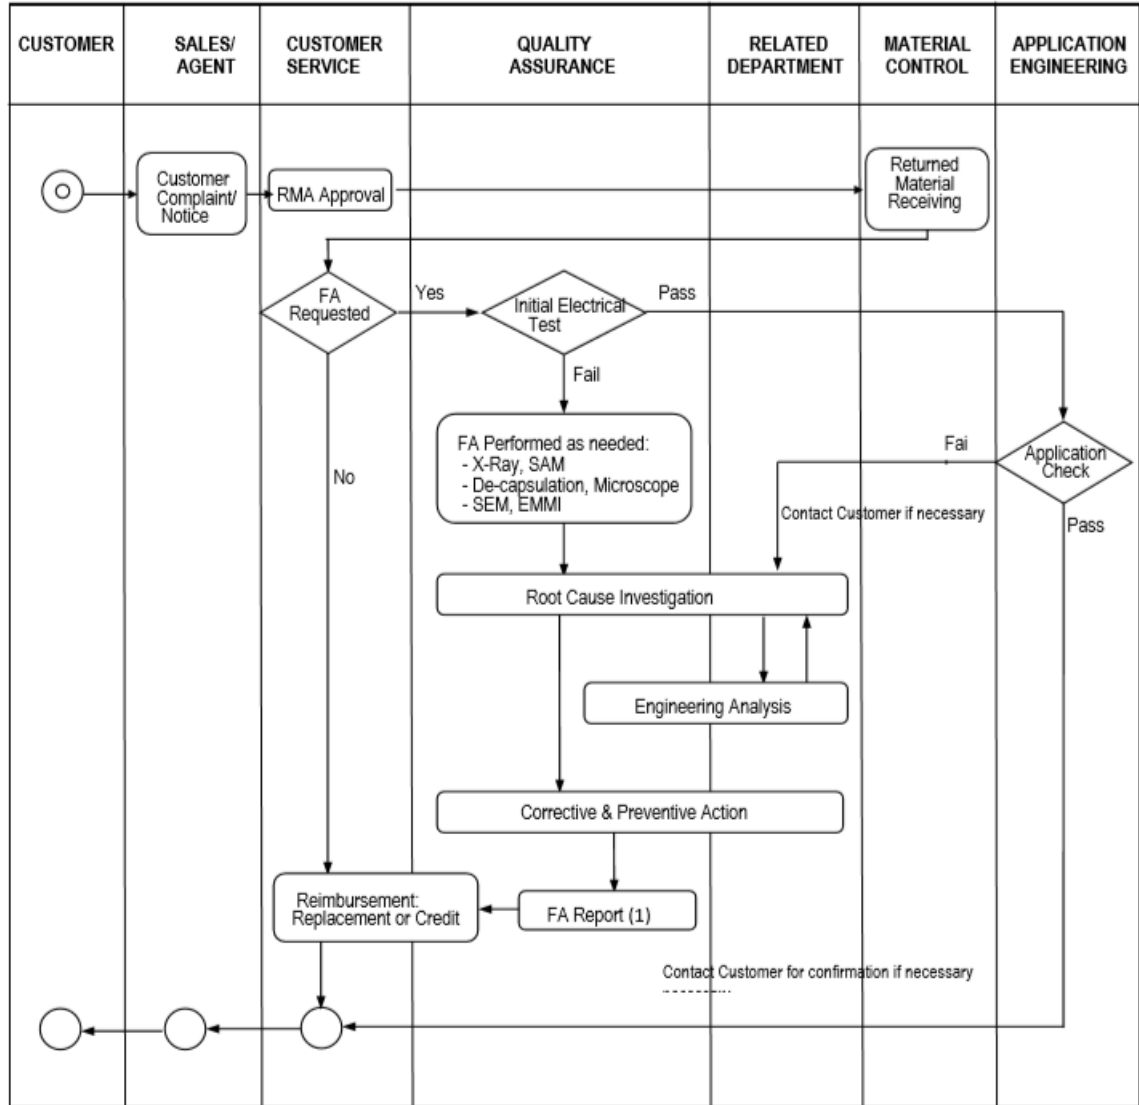 CUSTOMER
SALES/
AGENT
CUSTOMER
SERVICE
QUALITY
ASSURANCE
RELATED
DEPARTMENT
MATERIAL
CONTROL
APPLICATION
ENGINEERING
Customer
Complaint/
Notice
RMA Approval
Returned
Material
Receiving
FA
Requested
Yes
Initial Electrical
Test
Pass
Fail
No
FA Performed as needed:
- X-Ray, SAM
- De-capsulation, Microscope
- SEM, EMMI
Fai
Application
Check
Contact Customer if necessary
Pass
Root Cause Investigation
Engineering Analysis
Corrective & Preventive Action
Reimbursement:
Replacement or Credit
FA Report (1)
Contact Customer for confirmation if necessary